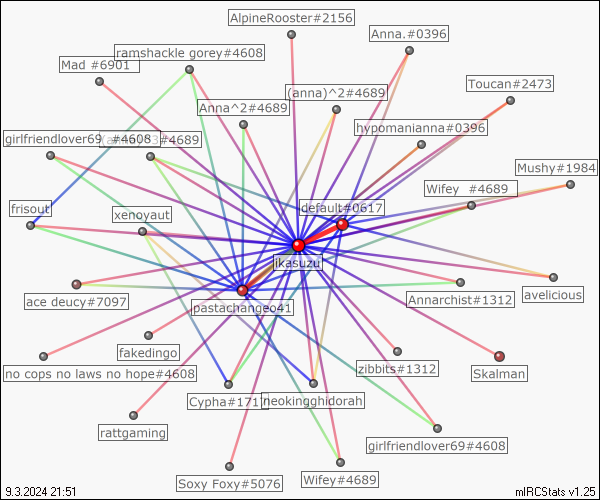 AlpineRooster#2156
Anna.#0396
ramshackle gorey#4608
Mad #6901
Toucan#2473
(anna)^2#4689
Anna^2#4689
hypomanianna#0396
girlfriendlover69 #4608
#4689
Mushy#1984
Wifey #4689
frisout
default#0617
xenoyaut
ikasuzu
ace deucy#7097
pastachangeo41
Annarchist#1312
avelicious
fakedingo
no cops no laws no hope#4608
zibbits#1312
Skalman
Cypha#1717
neokingghidorah
rattgaming
girlfriendlover69#4608
Soxy Foxy#5076
Wifey#4689
9.3.2024 21:51
mIRCStats v1.25